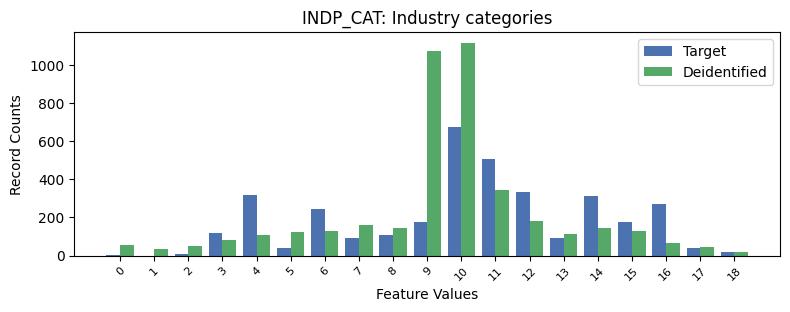 INDP_CAT: Industry categories
Target
Deidentified
Record Counts
1000
800
600
400
200
0
0 1 2 3 4 5 6 7 8 9 10 11 12 13 14 15 16 17 18
Feature Values